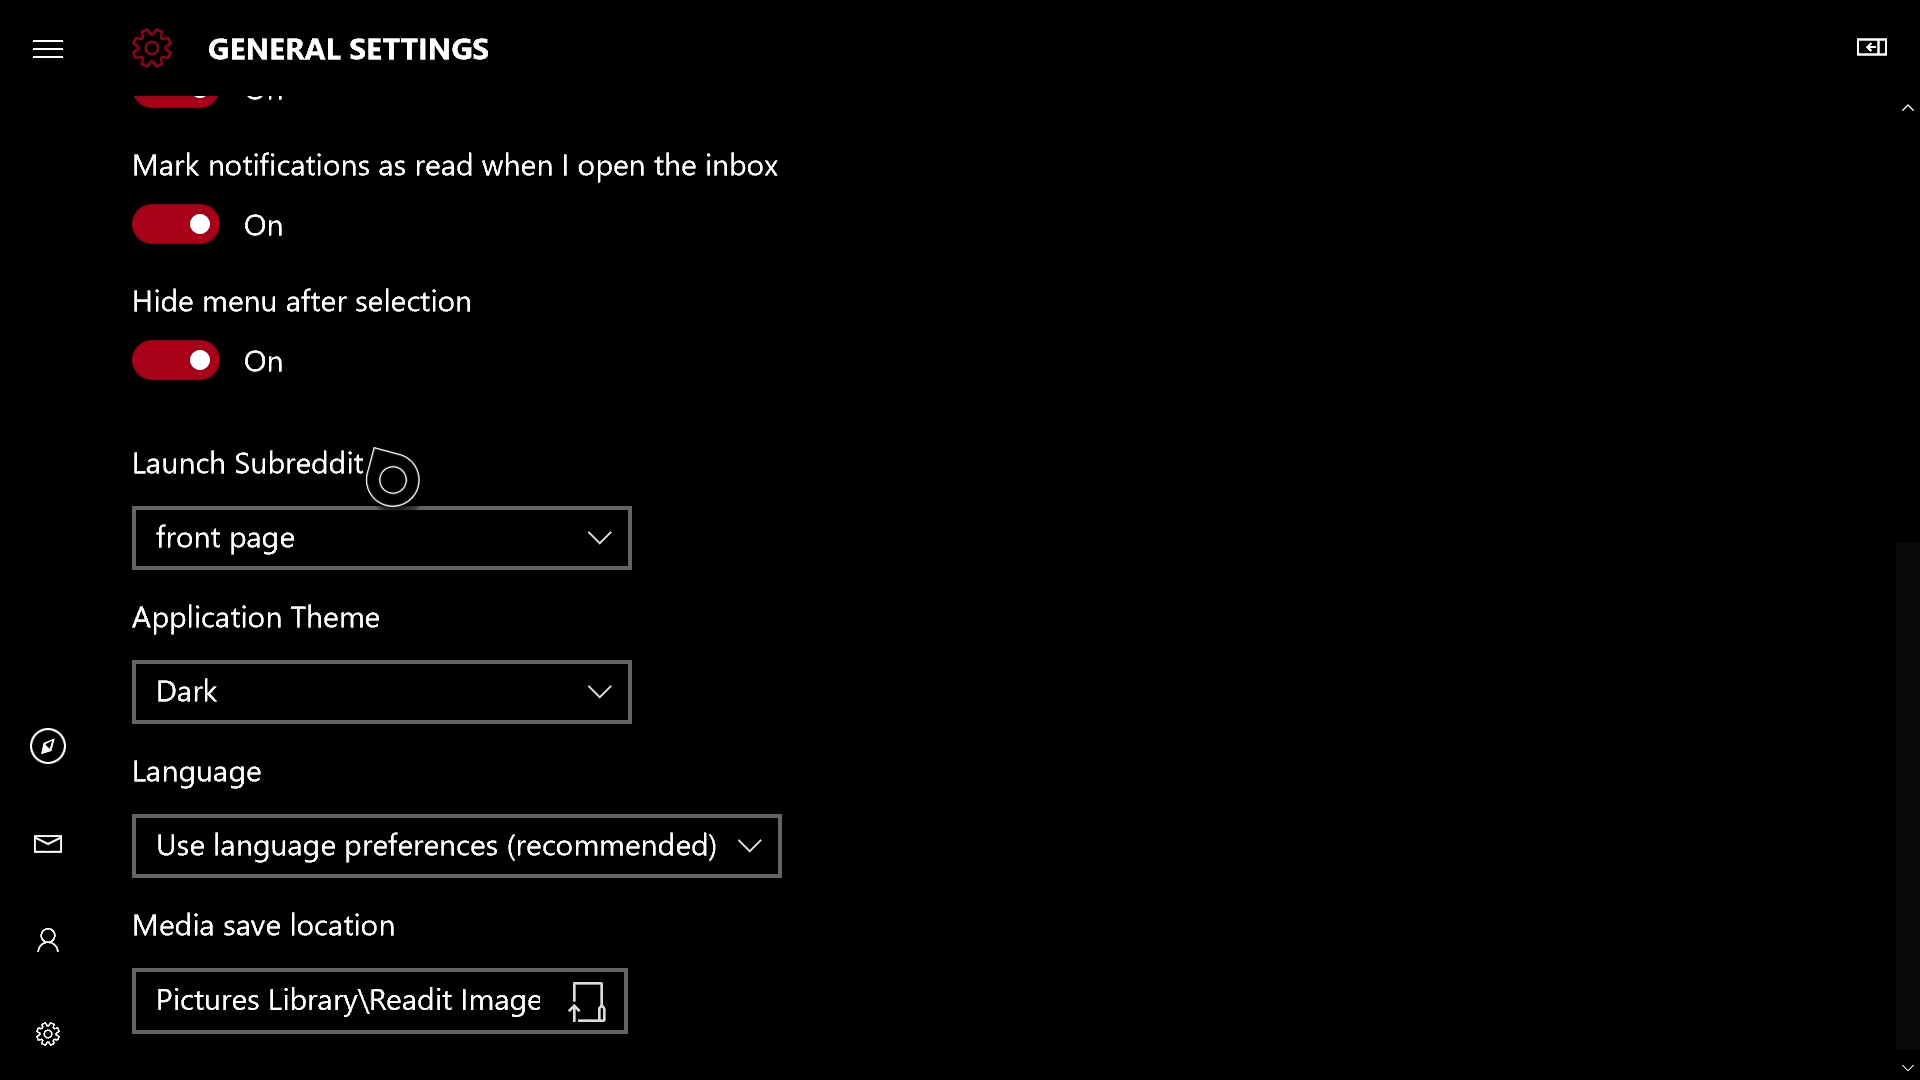 GENERAL SETTINGS
On
Mark notifications as read when I open the inbox
On
Hide menu after selection
On
Launch Subreddit
front page
Application Theme
Dark
Language
Use language preferences (recommended)
Media save location
Pictures Library\Readit Image